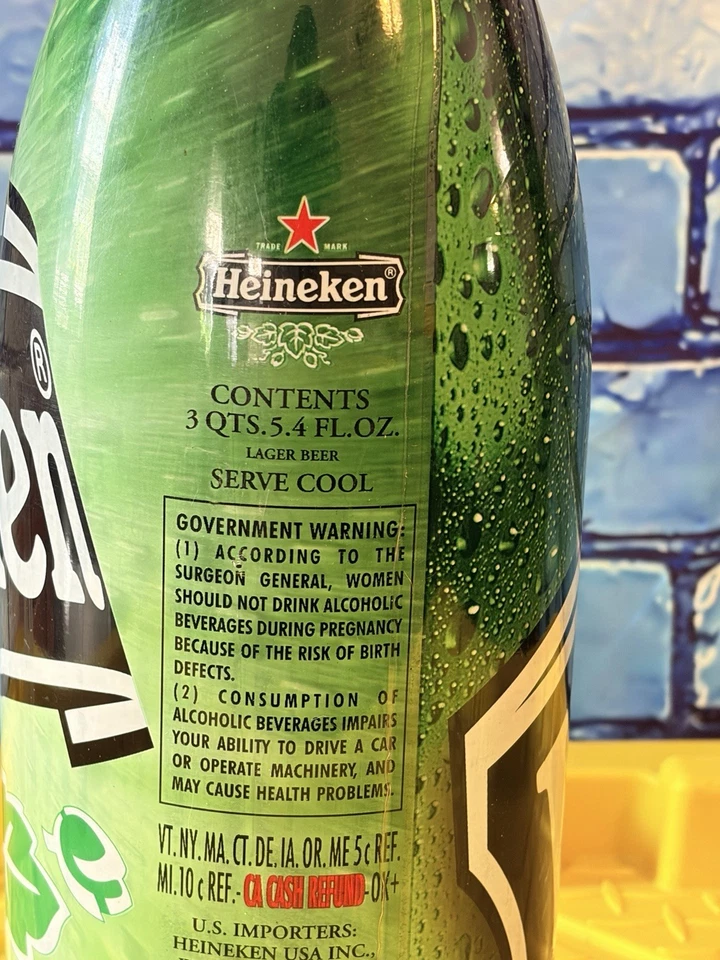 TRADE MARK
Heineken®
CONTENTS
3 QTS.5.4 FL.OZ.
LAGER BEER
SERVE COOL
GOVERNMENT WARNING:
(1) ACCORDING TO THE
SURGEON GENERAL, WOMEN
SHOULD NOT DRINK ALCOHOLIC
BEVERAGES DURING PREGNANCY
BECAUSE OF THE RISK OF BIRTH
DEFECTS.
(2) CONSUMPTION OF
ALCOHOLIC BEVERAGES IMPAIRS
YOUR ABILITY TO DRIVE A CAR
OR OPERATE MACHINERY, AND
MAY CAUSE HEALTH PROBLEMS.
VT. NY. MA. CT. DE. IA. OR. ME 5¢ REF.
MI. 10 ¢ REF.-CA CASH REFUND-OK+
U.S. IMPORTERS:
HEINEKEN USA INC.,
®
en